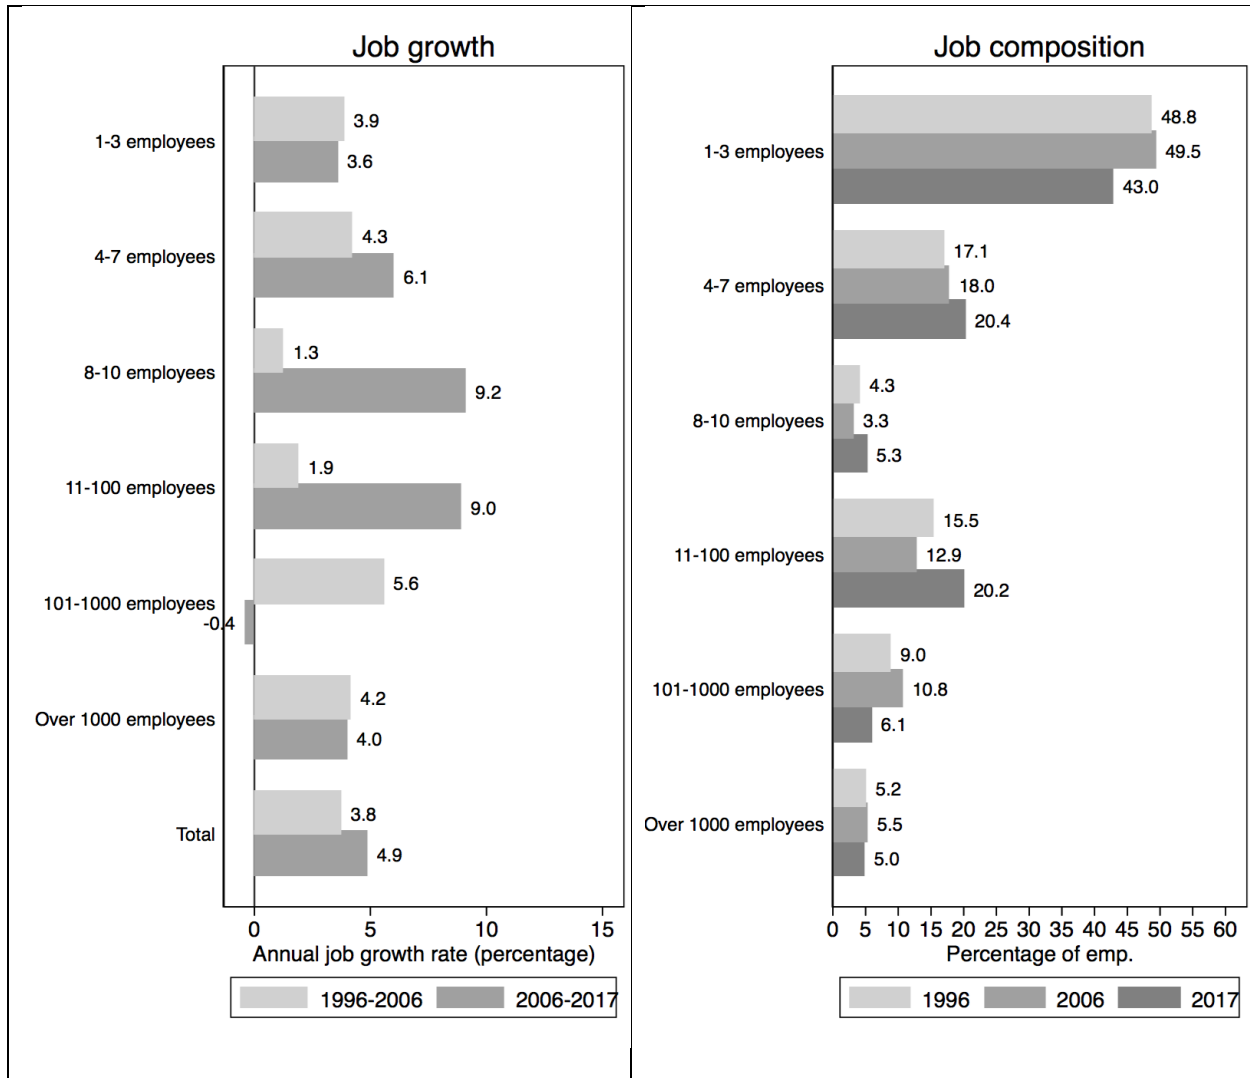 Job growth
1-3 employees
3.9
3.6
4-7 employees
4.3
6.1
8-10 employees
1.3
9.2
11-100 employees
1.9
9.0
101-1000 employees
5.6
-0.4
Over 1000 employees
4.2
4.0
Total
3.8
4.9
0 5 10 15
Annual job growth rate (percentage)
1996-2006 2006-2017
Job composition
1-3 employees
48.8
49.5
43.0
4-7 employees
17.1
18.0
20.4
8-10 employees
4.3
3.3
5.3
11-100 employees
15.5
12.9
20.2
101-1000 employees
9.0
10.8
6.1
Over 1000 employees
5.2
5.5
5.0
0 5 10 15 20 25 30 35 40 45 50 55 60
Percentage of emp.
1996 2006 2017